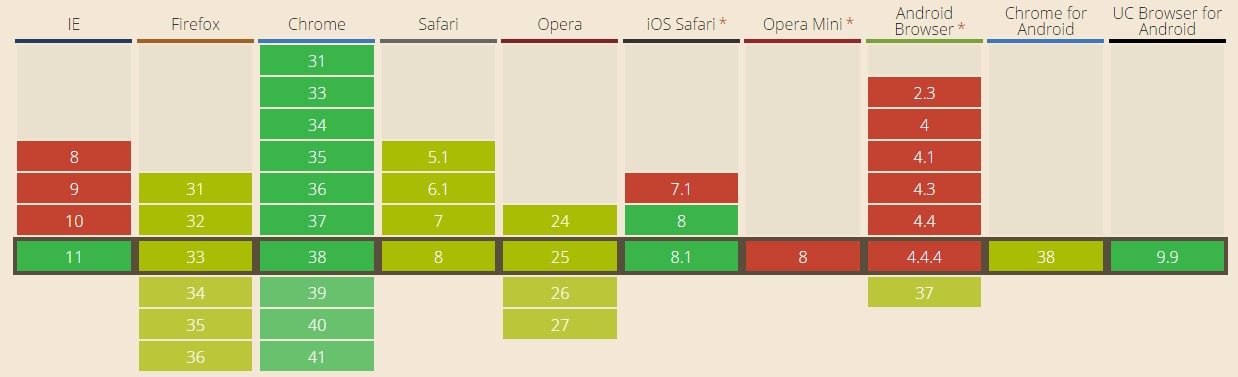 IE Firefox Chrome Safari Opera iOS Safari * Opera Mini * Android Browser * Chrome for Android UC Browser for Android
31
33 2.3
34 4
8 35 5.1 4.1
9 31 36 6.1 7.1 4.3
10 32 37 7 24 8 4.4
11 33 38 8 25 8.1 8 4.4.4 38 9.9
34 39 26 37
35 40 27
36 41